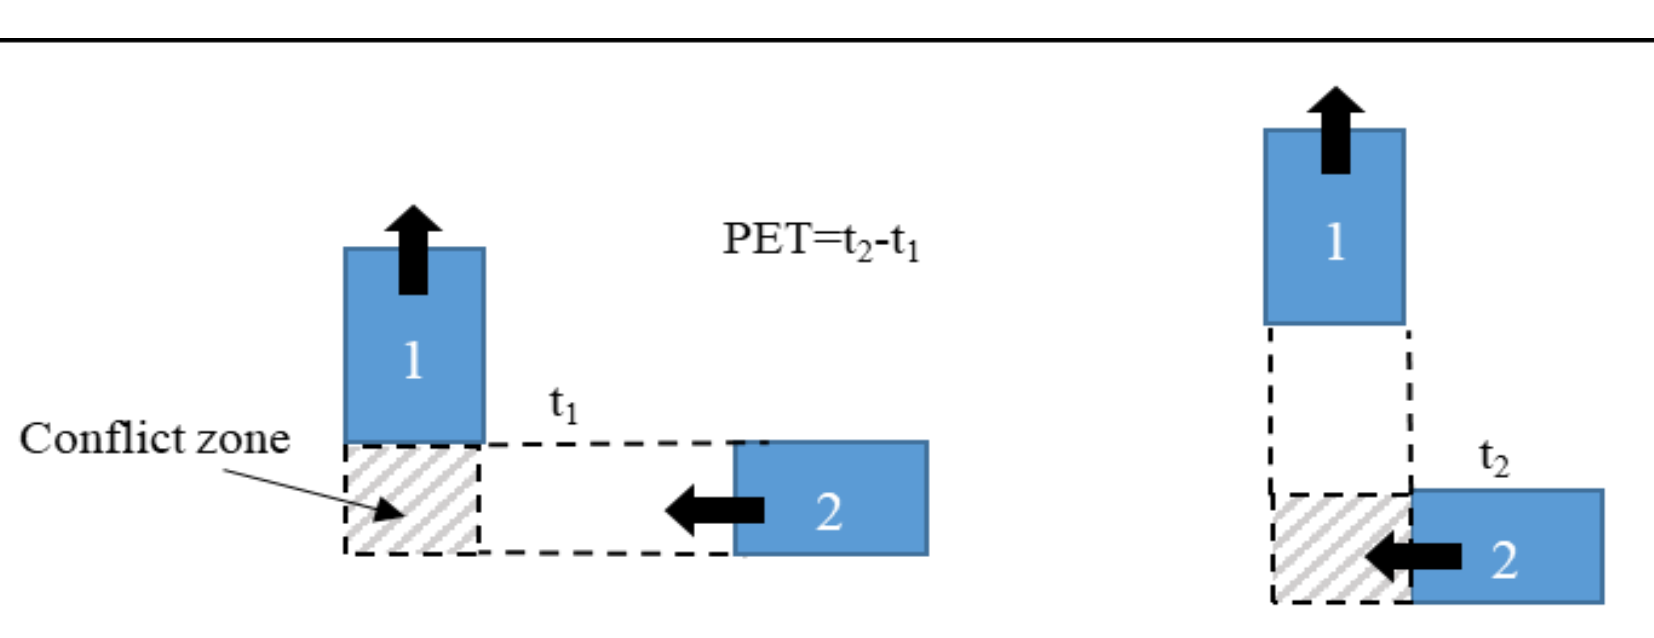 1
PET=t₂-t₁
1
t₁
Conflict zone
t₂
2
2